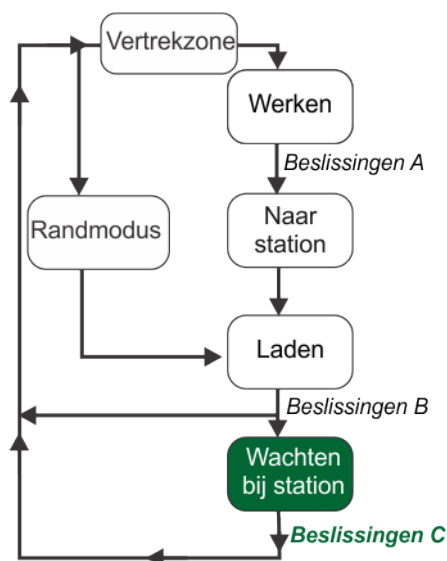 Vertrekzone
Werken
Beslissingen A
Naar
station
Randmodus
Laden
Beslissingen B
Wachten
bij station
Beslissingen C